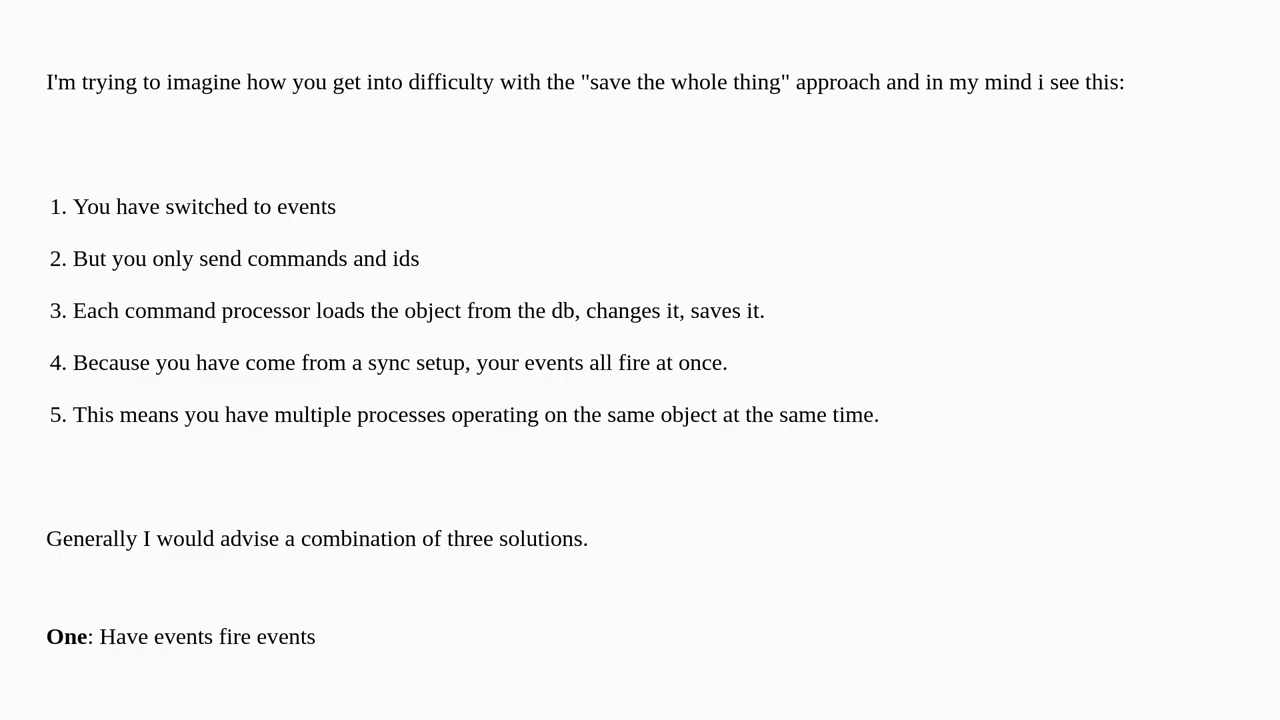 I'm trying to imagine how you get into difficulty with the "save the whole thing" approach and in my mind i see this:
1. You have switched to events
2. But you only send commands and ids
3. Each command processor loads the object from the db, changes it, saves it.
4. Because you have come from a sync setup, your events all fire at once.
5. This means you have multiple processes operating on the same object at the same time.
Generally I would advise a combination of three solutions.
One: Have events fire events